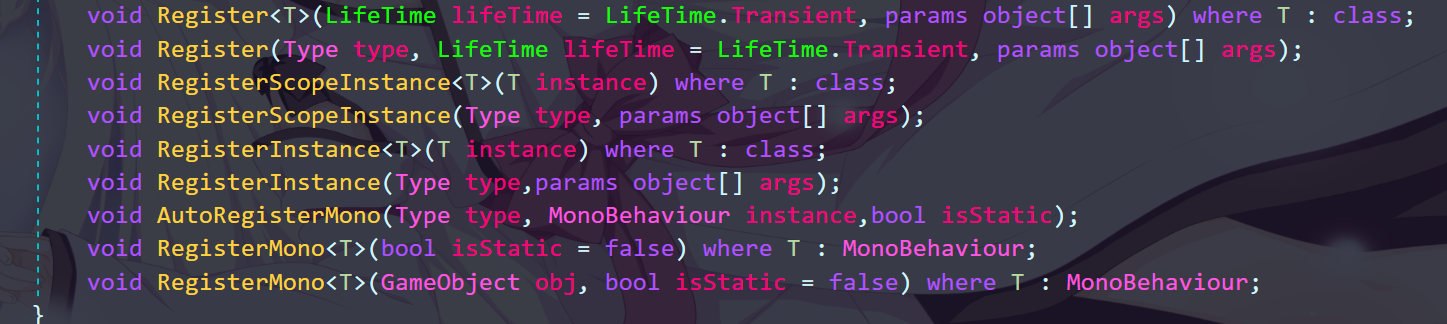 void Register<T>(LifeTime lifeTime = LifeTime.Transient, params object[] args) where T : class;
void Register(Type type, LifeTime lifeTime = LifeTime.Transient, params object[] args);
void RegisterScopeInstance<T>(T instance) where T : class;
void RegisterScopeInstance(Type type, params object[] args);
void RegisterInstance<T>(T instance) where T : class;
void RegisterInstance(Type type,params object[] args);
void AutoRegisterMono(Type type, MonoBehaviour instance,bool isStatic);
void RegisterMono<T>(bool isStatic = false) where T : MonoBehaviour;
void RegisterMono<T>(GameObject obj, bool isStatic = false) where T : MonoBehaviour;
}